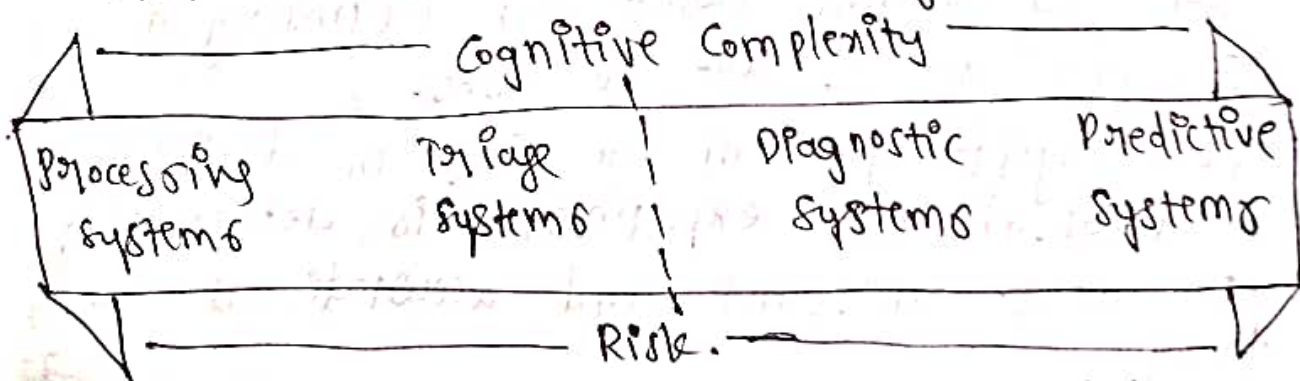 Cognitive Complexity
Processing Triage Diagnostic Predictive
systems systems systems systems
Risk.